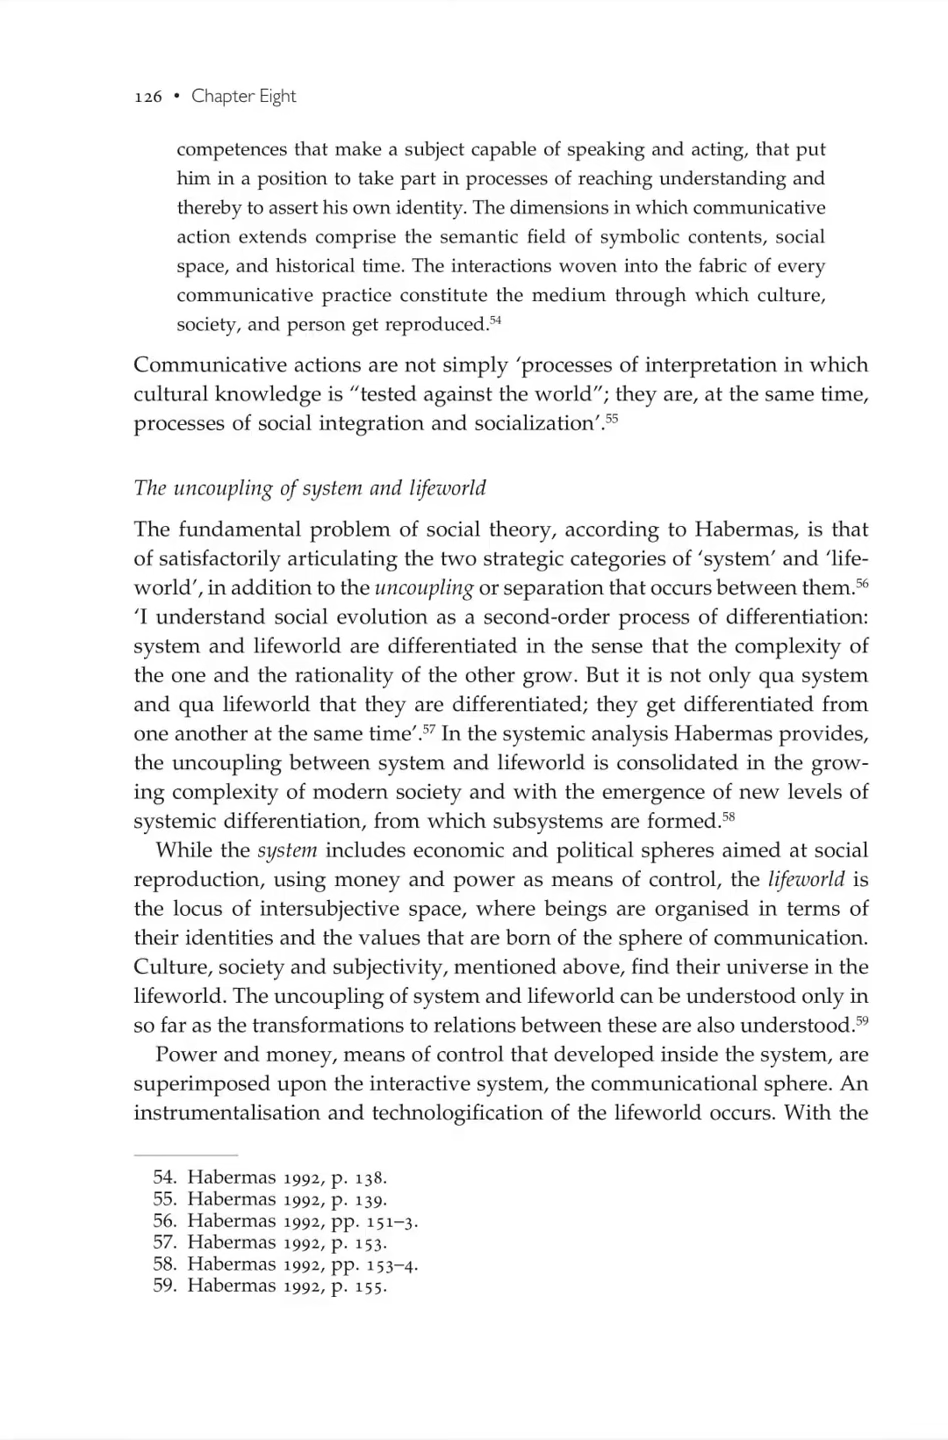 126 • Chapter Eight
competences that make a subject capable of speaking and acting, that put
him in a position to take part in processes of reaching understanding and
thereby to assert his own identity. The dimensions in which communicative
action extends comprise the semantic field of symbolic contents, social
space, and historical time. The interactions woven into the fabric of every
communicative practice constitute the medium through which culture,
society, and person get reproduced.54
Communicative actions are not simply ‘processes of interpretation in which
cultural knowledge is “tested against the world”; they are, at the same time,
processes of social integration and socialization’.55
The uncoupling of system and lifeworld
The fundamental problem of social theory, according to Habermas, is that
of satisfactorily articulating the two strategic categories of ‘system’ and ‘life-
world’, in addition to the uncoupling or separation that occurs between them.56
‘I understand social evolution as a second-order process of differentiation:
system and lifeworld are differentiated in the sense that the complexity of
the one and the rationality of the other grow. But it is not only qua system
and qua lifeworld that they are differentiated; they get differentiated from
one another at the same time’.57 In the systemic analysis Habermas provides,
the uncoupling between system and lifeworld is consolidated in the grow-
ing complexity of modern society and with the emergence of new levels of
systemic differentiation, from which subsystems are formed.58
While the system includes economic and political spheres aimed at social
reproduction, using money and power as means of control, the lifeworld is
the locus of intersubjective space, where beings are organised in terms of
their identities and the values that are born of the sphere of communication.
Culture, society and subjectivity, mentioned above, find their universe in the
lifeworld. The uncoupling of system and lifeworld can be understood only in
so far as the transformations to relations between these are also understood.59
Power and money, means of control that developed inside the system, are
superimposed upon the interactive system, the communicational sphere. An
instrumentalisation and technologification of the lifeworld occurs. With the
54. Habermas 1992, p. 138.
55. Habermas 1992, p. 139.
56. Habermas 1992, pp. 151–3.
57. Habermas 1992, p. 153.
58. Habermas 1992, pp. 153–4.
59. Habermas 1992, p. 155.